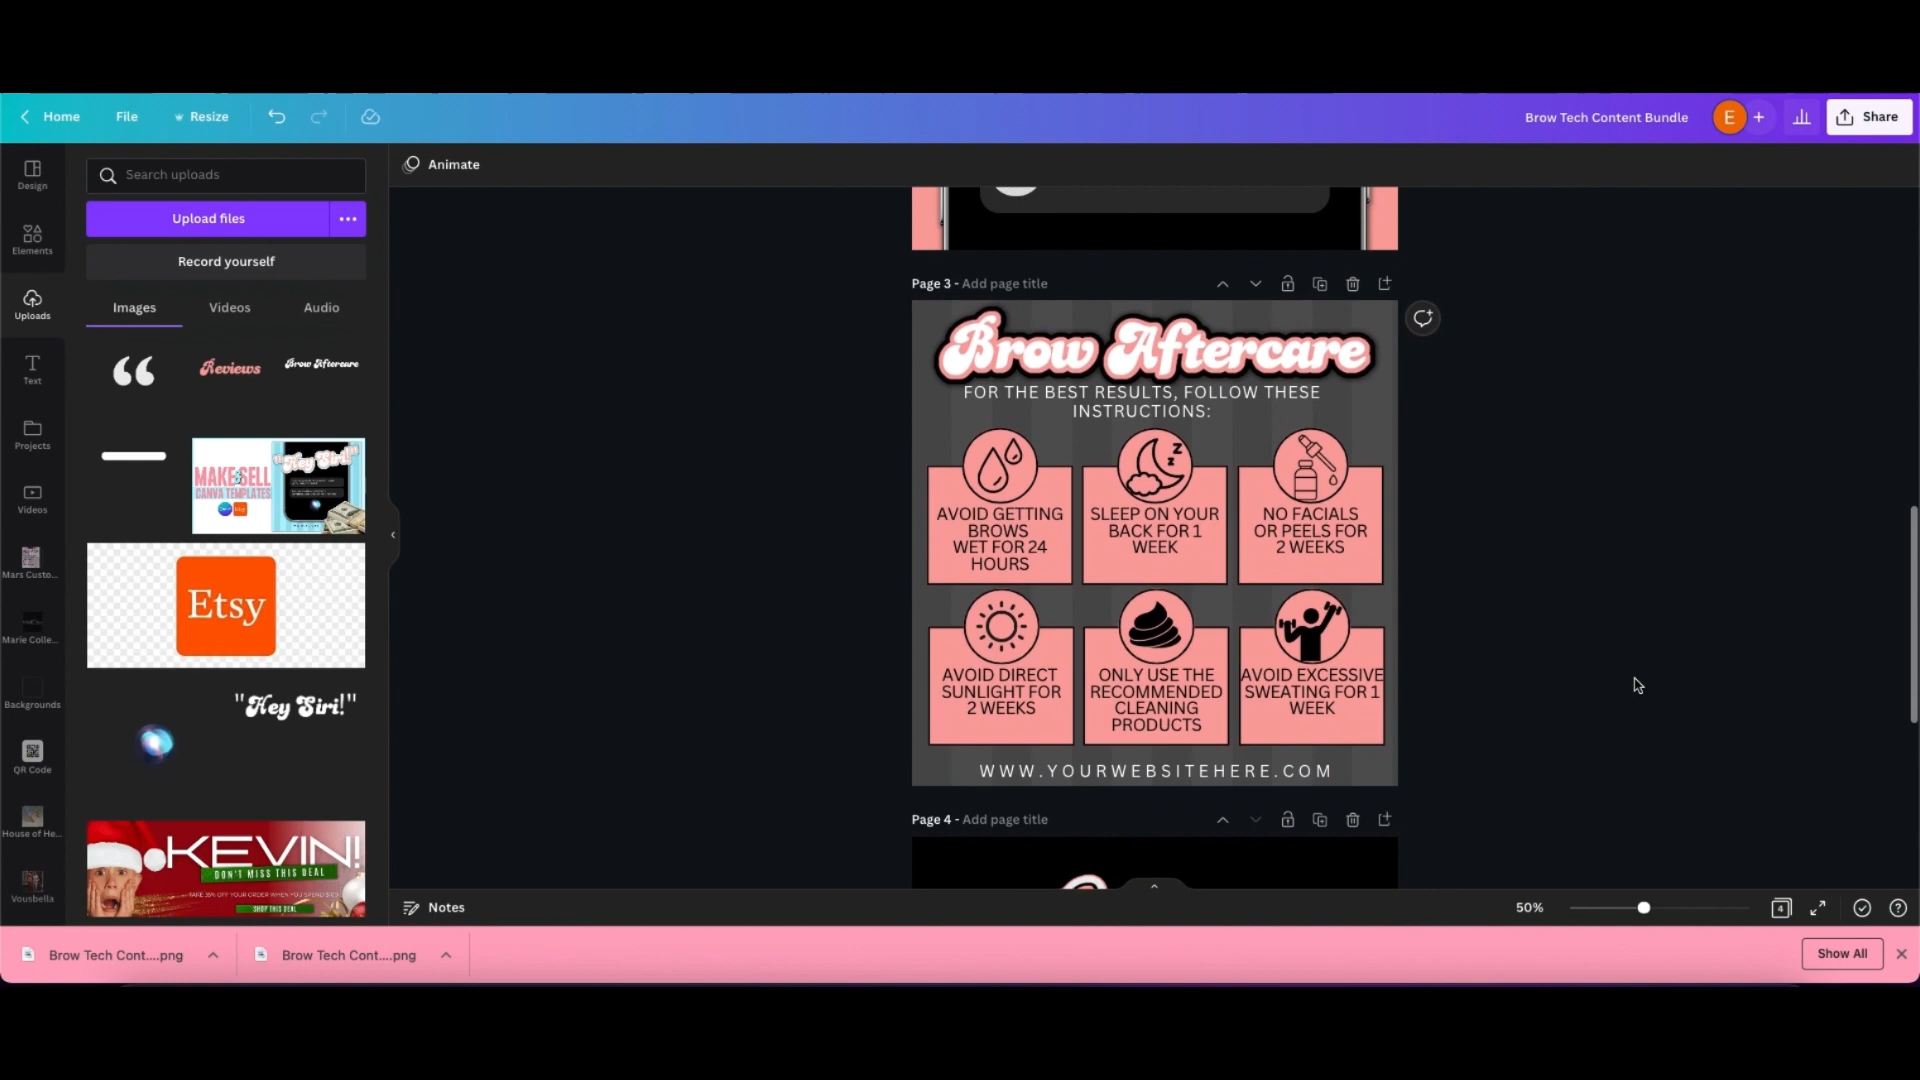 Home
File
Resize
Brow Tech Content Bundle
E
+
Share
Design
Elements
Uploads
Text
Projects
Videos
Mars Custo...
Marie Colle...
Backgrounds
QR Code
House of He...
Vousbella
Search uploads
Upload files
Record yourself
Images
Videos
Audio
Reviews
Brow Aftercare
MAKE & SELL
CANVA TEMPLATES
"Hey Siri!"
Etsy
"Hey Siri!"
KEVIN!
DON'T MISS THIS DEAL
SHOP THIS DEAL
Animate
Page 3 - Add page title
Brow Aftercare
FOR THE BEST RESULTS, FOLLOW THESE
INSTRUCTIONS:
AVOID GETTING
BROWS
WET FOR 24
HOURS
SLEEP ON YOUR
BACK FOR 1
WEEK
NO FACIALS
OR PEELS FOR
2 WEEKS
AVOID DIRECT
SUNLIGHT FOR
2 WEEKS
ONLY USE THE
RECOMMENDED
CLEANING
PRODUCTS
AVOID EXCESSIVE
SWEATING FOR 1
WEEK
WWW.YOURWEBSITEHERE.COM
Page 4 - Add page title
Notes
50%
4
Brow Tech Cont....png
Brow Tech Cont....png
Show All